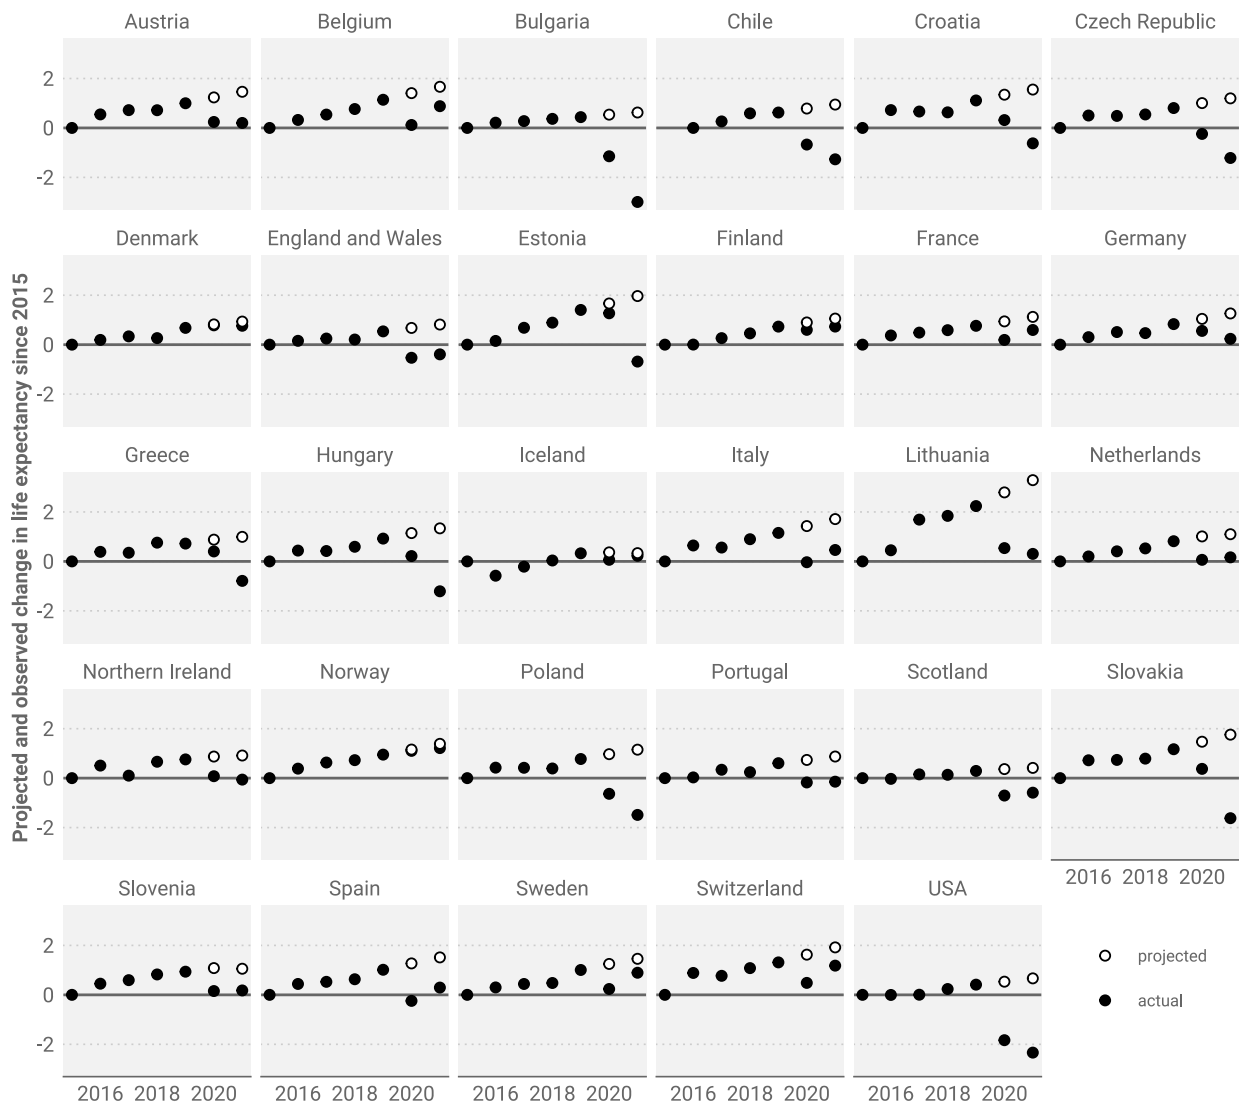 Projected and observed change in life expectancy since 2015
Austria Belgium Bulgaria Chile Croatia Czech Republic
2
0
-2
Denmark England and Wales Estonia Finland France Germany
2
0
-2
Greece Hungary Iceland Italy Lithuania Netherlands
2
0
-2
Northern Ireland Norway Poland Portugal Scotland Slovakia
2
0
-2
2016 2018 2020
Slovenia Spain Sweden Switzerland USA
2
0
-2
2016 2018 2020 2016 2018 2020 2016 2018 2020 2016 2018 2020 2016 2018 2020
projected
actual